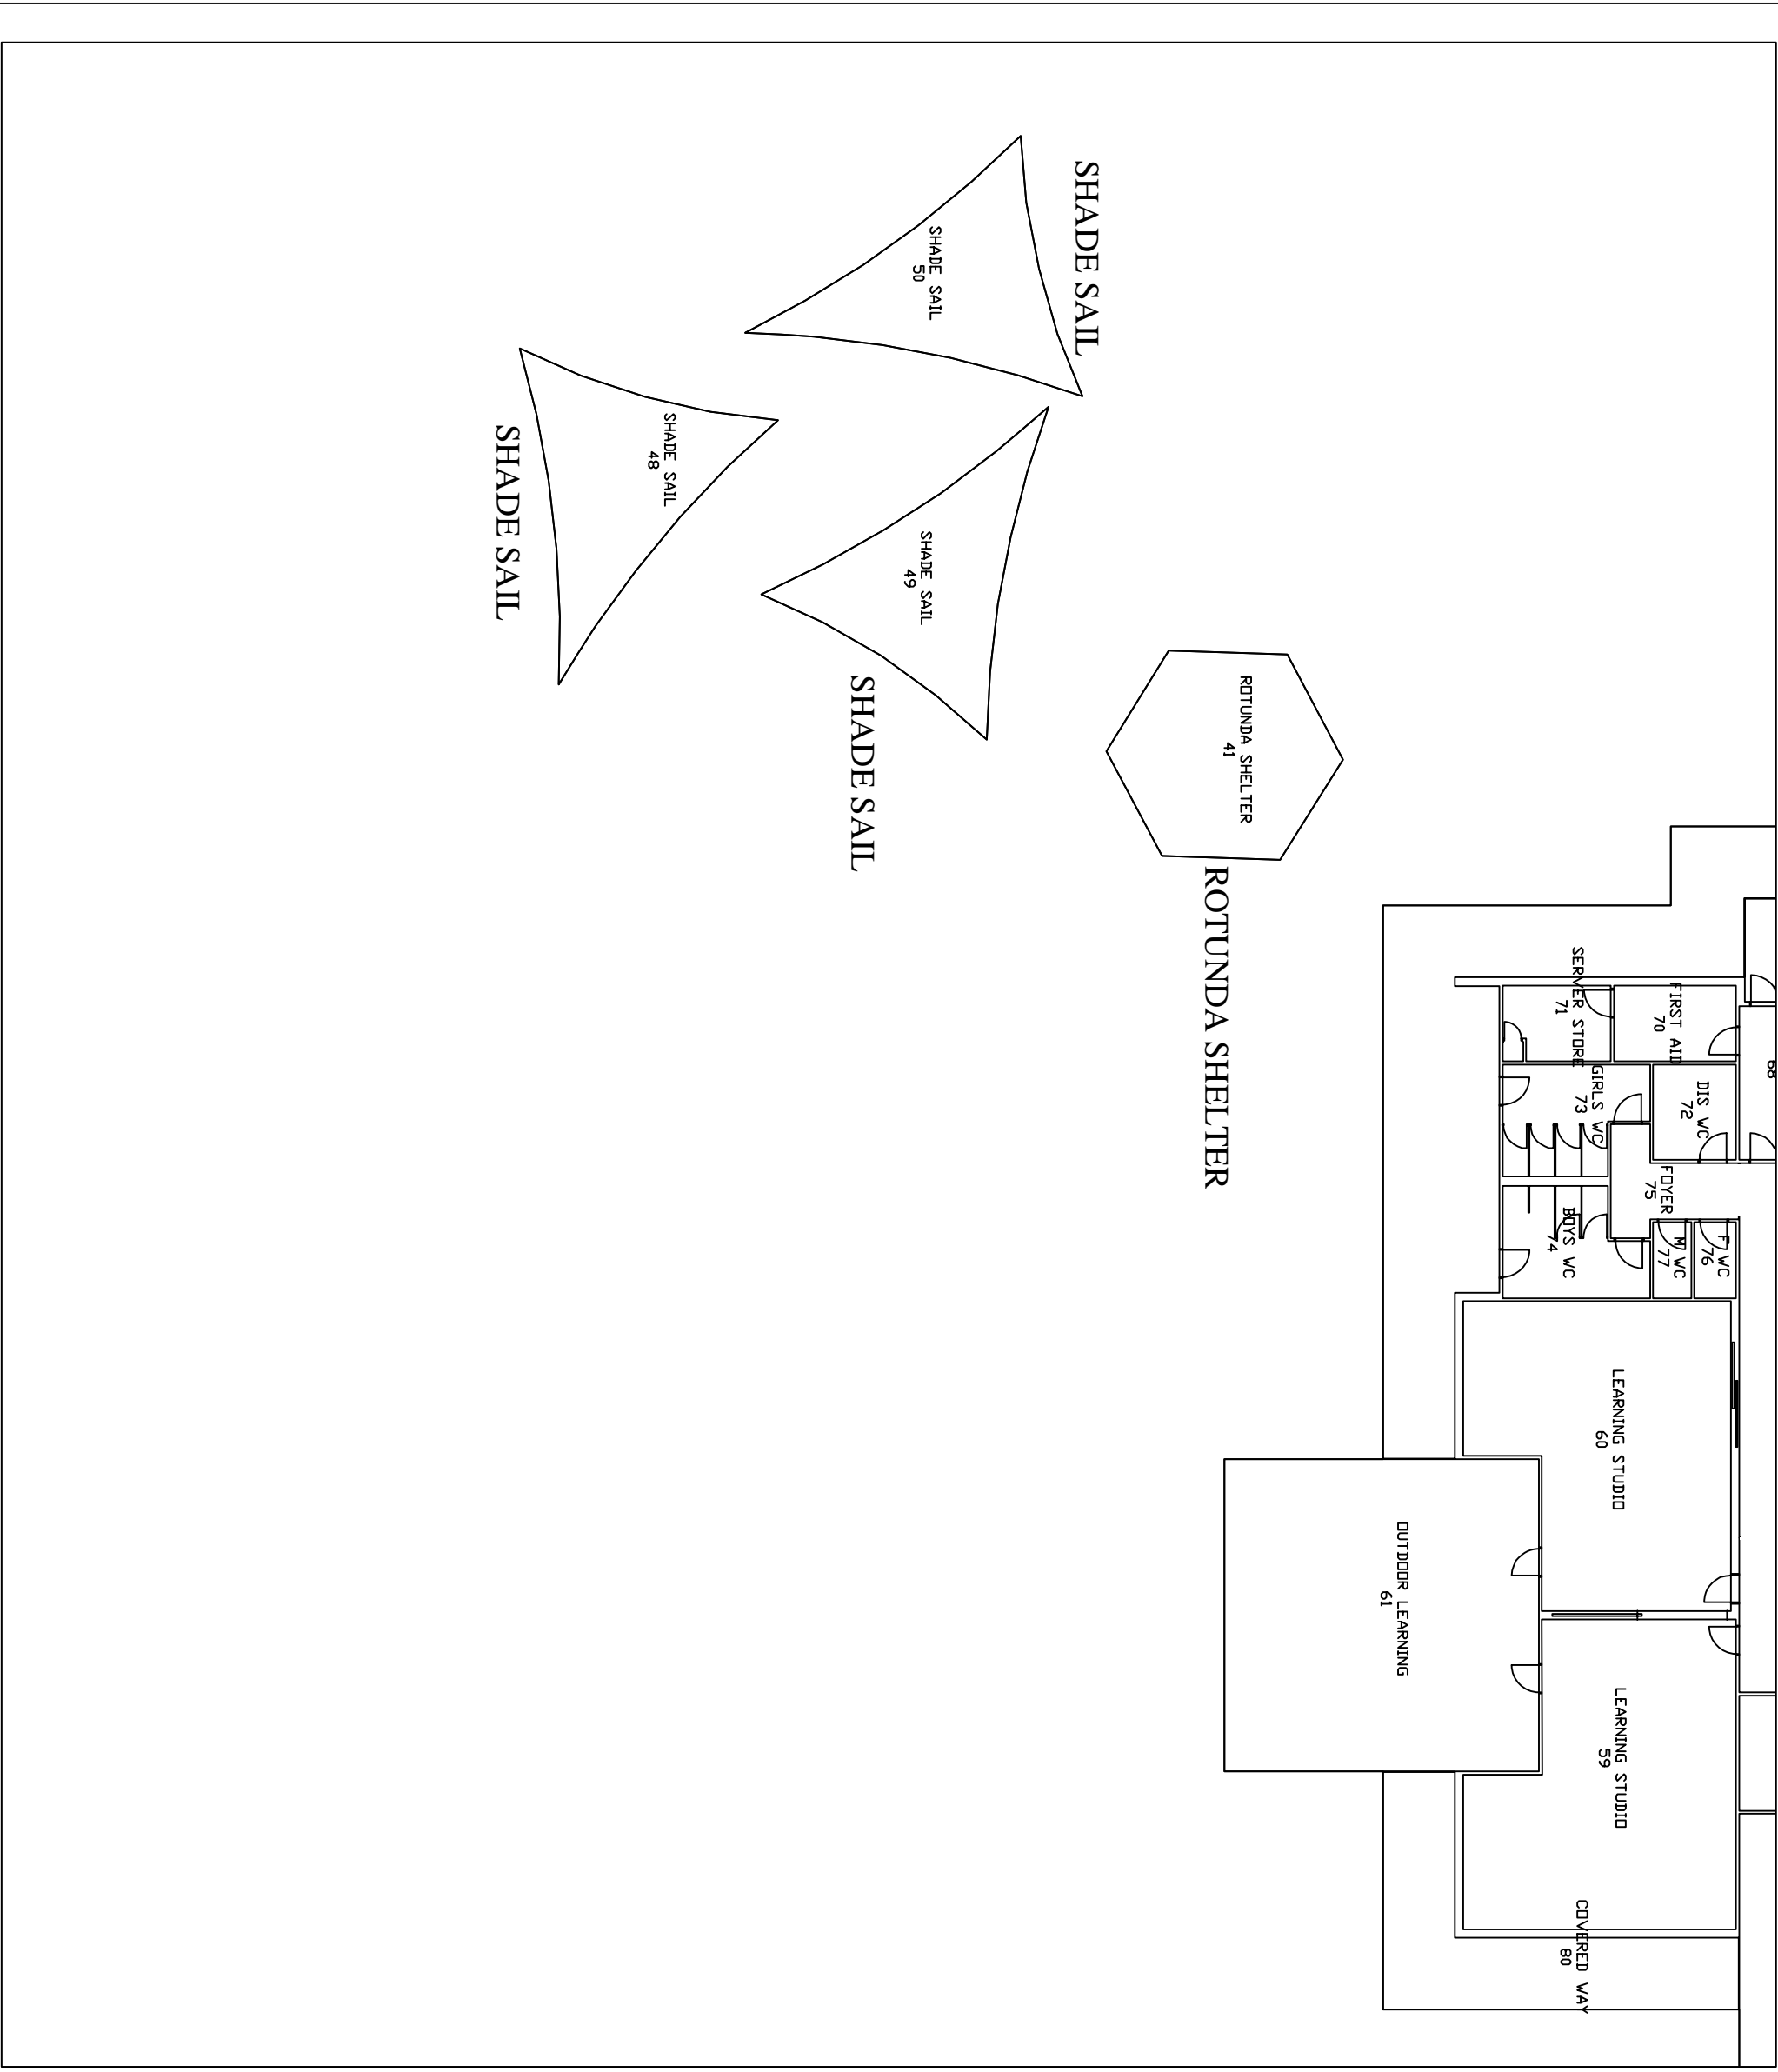 SHADE SAIL
SHADE SAIL
50
SHADE SAIL
48
SHADE SAIL
SHADE SAIL
49
SHADE SAIL
ROTUNDA SHELTER
41
ROTUNDA SHELTER
68
FIRST AID
70
SERVER STORE
71
DIS WC
72
GIRLS WC
73
FOYER
75
BOYS WC
74
F WC
76
M WC
77
LEARNING STUDIO
60
OUTDOOR LEARNING
61
LEARNING STUDIO
59
COVERED WAY
80